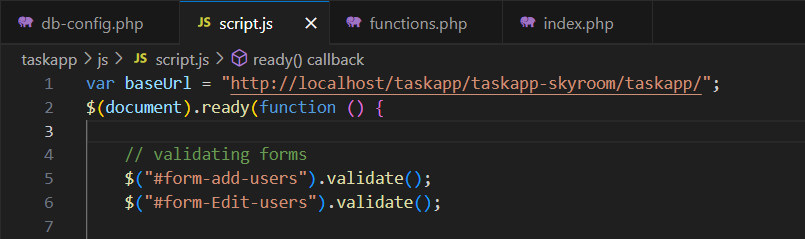 db-config.php JS script.js × functions.php index.php
taskapp > js > JS script.js > ready() callback
1 var baseUrl = "http://localhost/taskapp/taskapp-skyroom/taskapp/";
2 $(document).ready(function () {
3
4 // validating forms
5 $("#form-add-users").validate();
6 $("#form-Edit-users").validate();
7